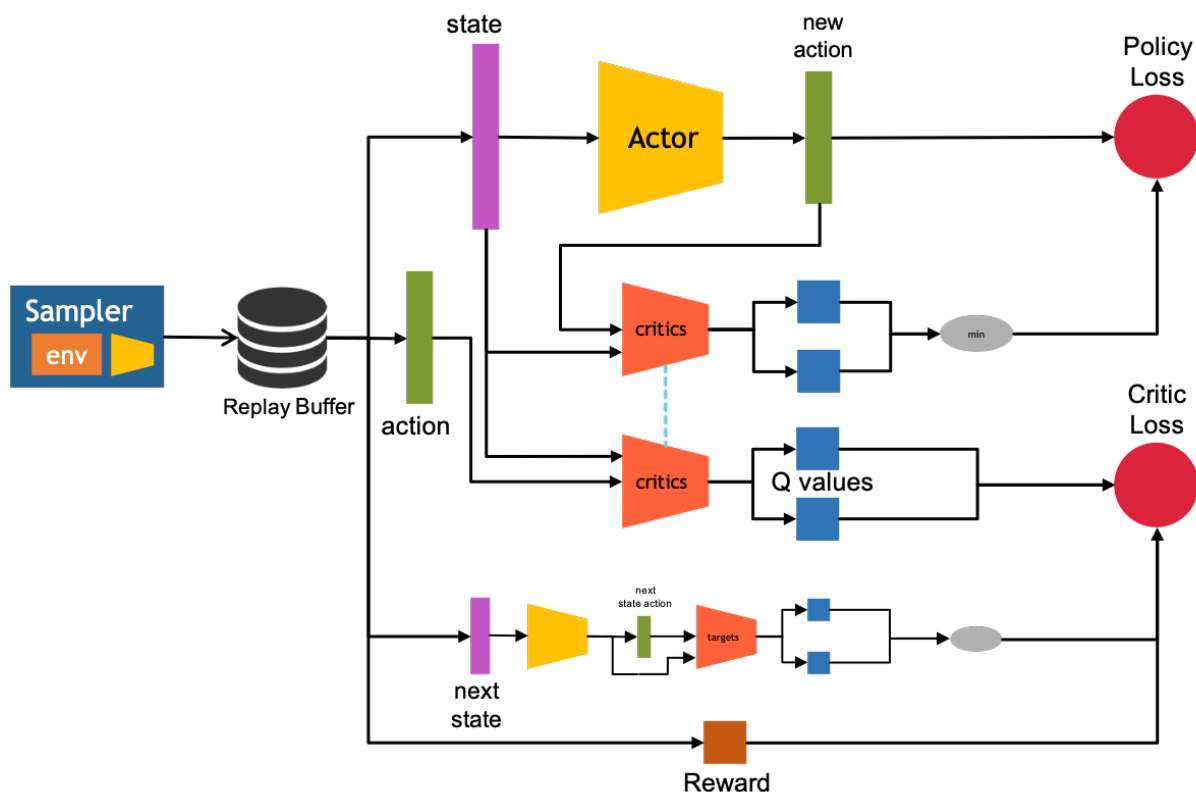 state
new
action
Policy
Loss
Actor
Sampler
env
Replay Buffer
action
critics
min
Critic
Loss
critics
Q values
next
state action
targets
next
state
Reward